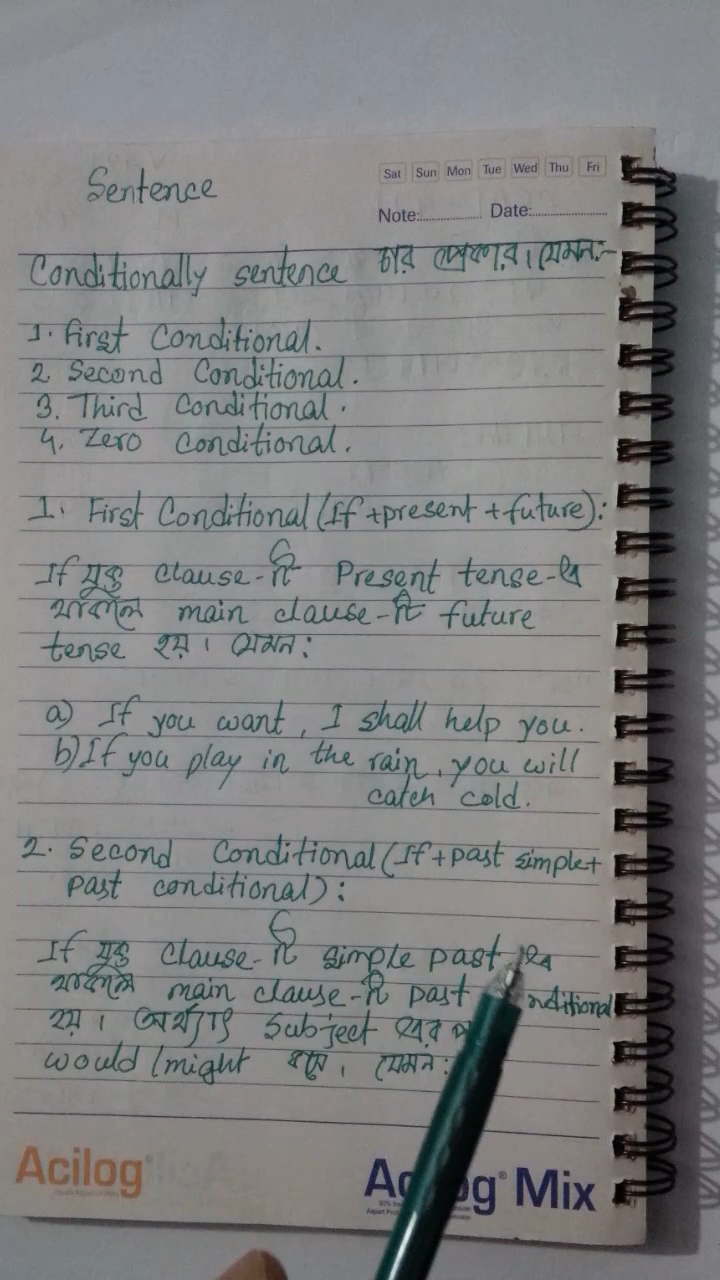 Sentence
Sat Sun Mon Tue Wed Thu Fri
Note: Date:
Conditionally sentence চার প্রকার। যেমন:-
1. First Conditional.
2. Second Conditional.
3. Third Conditional.
4. Zero Conditional.
1. First Conditional (If +present +future):
If যুক্ত clause-টি Present tense-এ
থাকলে main clause-টি future
tense হয়। যেমন:
a) If you want, I shall help you.
b) If you play in the rain, you will
catch cold.
2. Second Conditional (If +past simple+
past conditional):
If যুক্ত clause-টি simple past এ
থাকলে main clause-টি past nditional
হয়। অর্থ্যাৎ Subject এর
would/might বসে। যেমন:
Acilog
Ac og® Mix